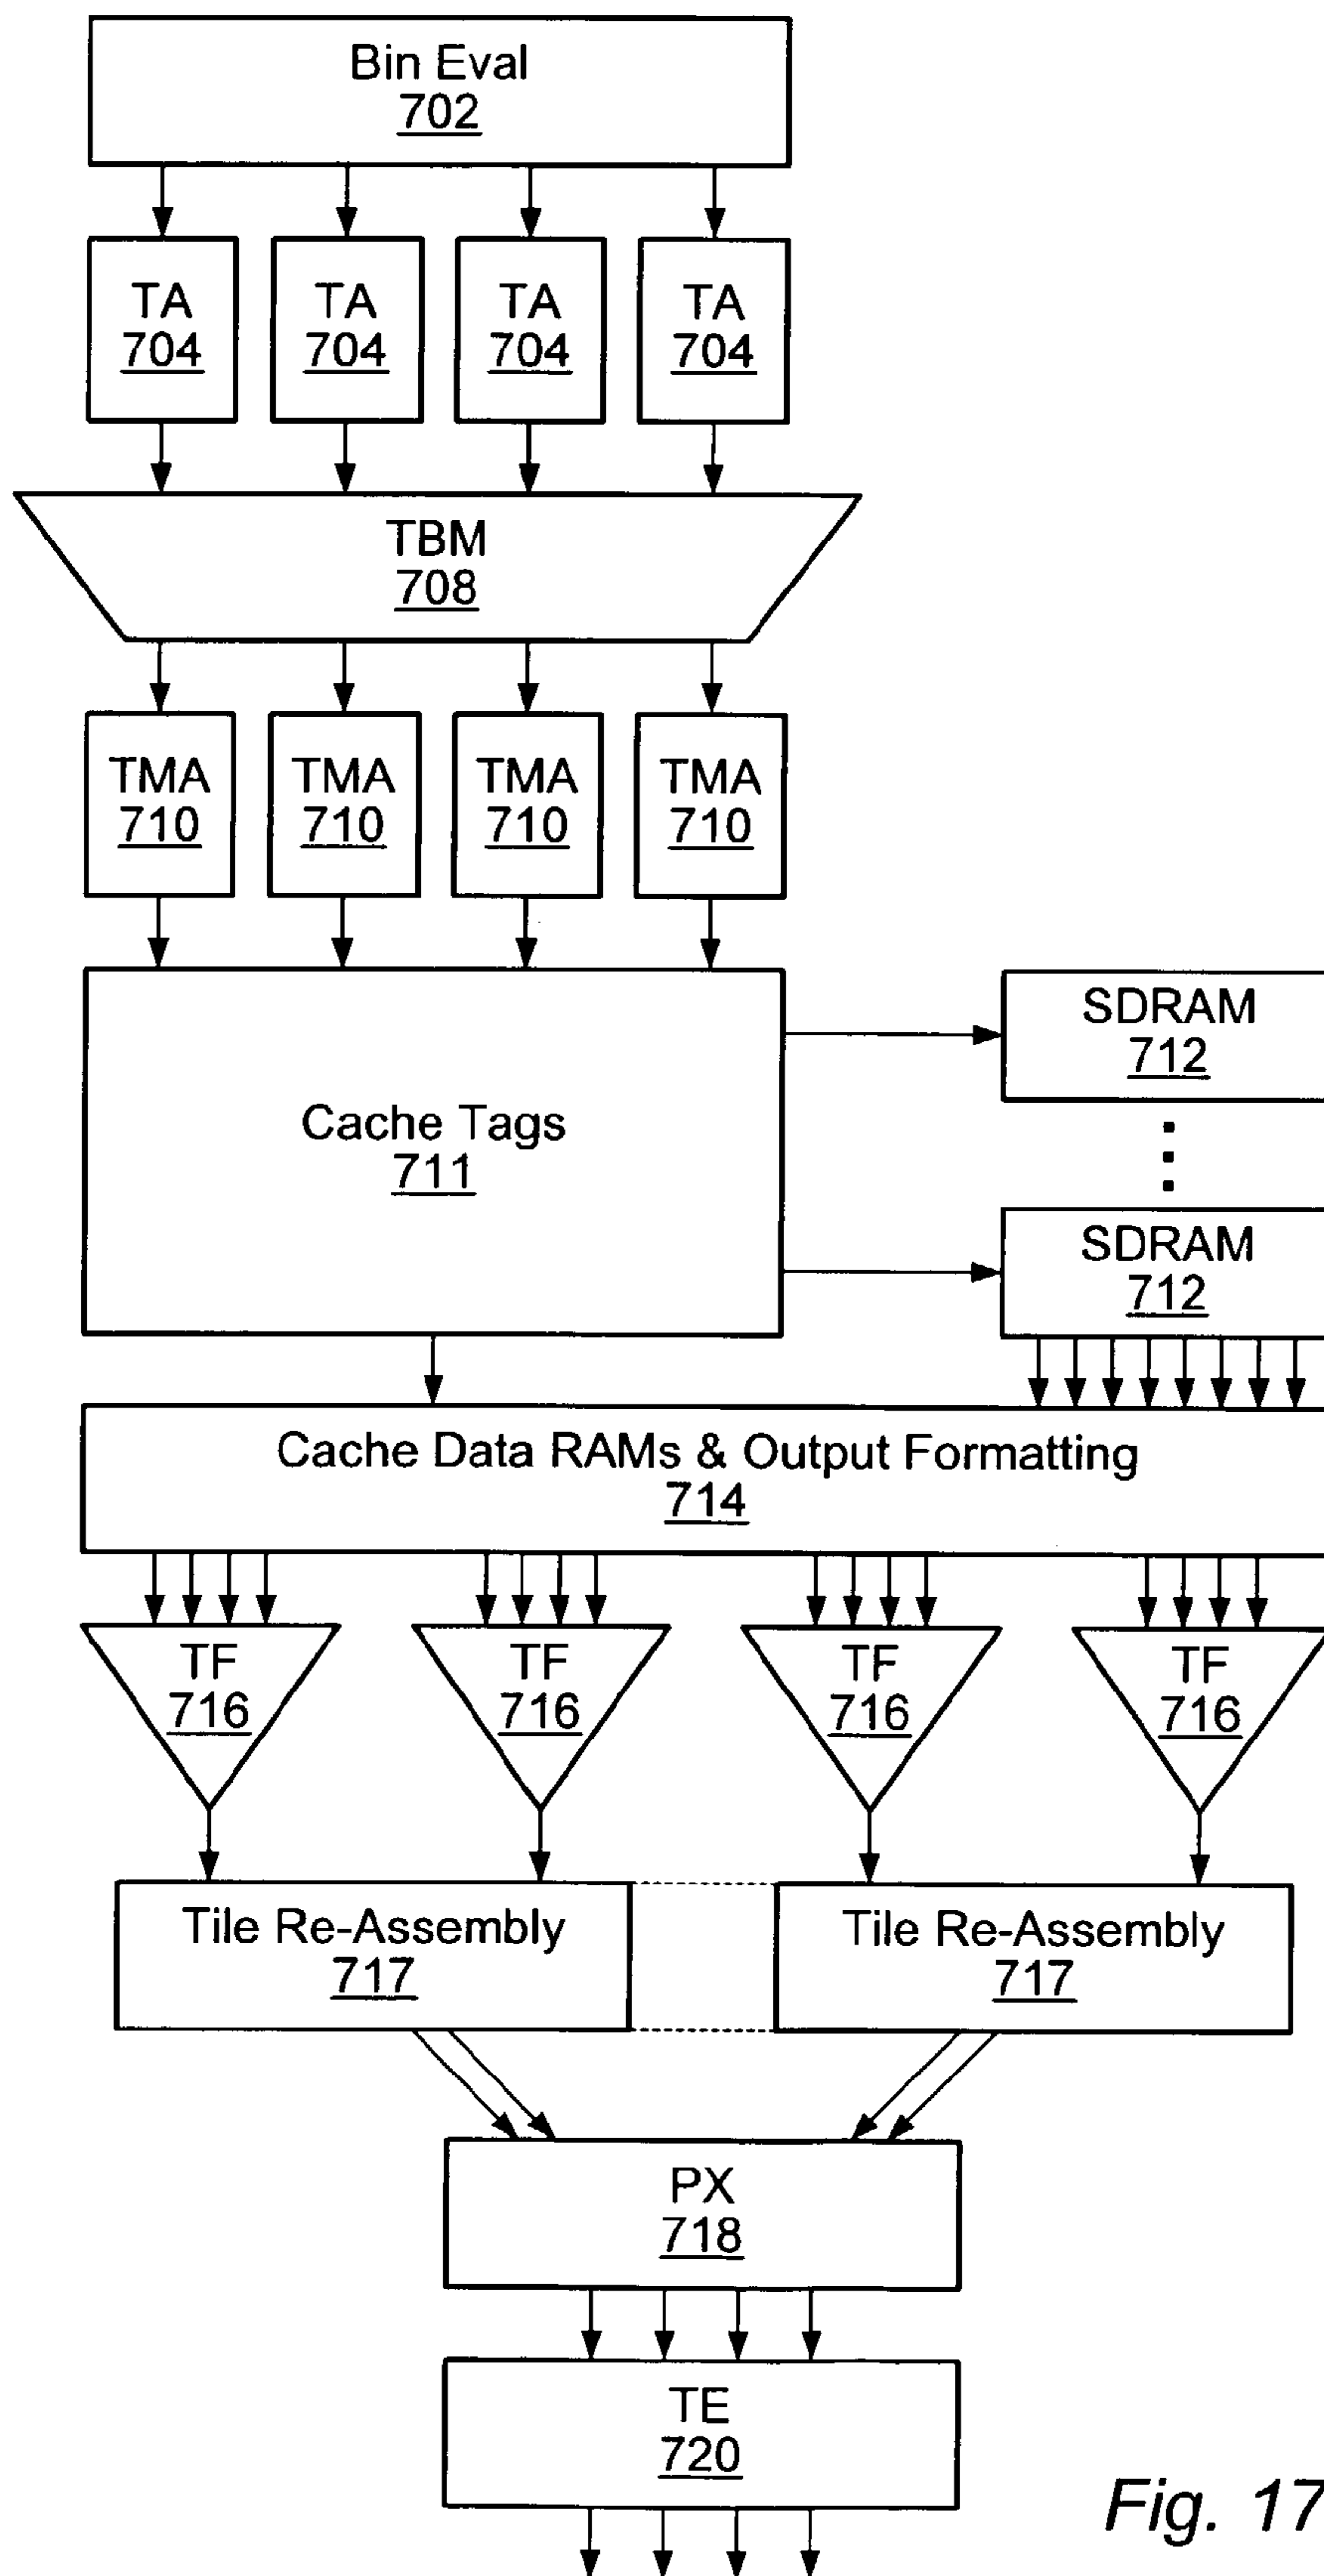 Bin Eval
702
TA
704
TA
704
TA
704
TA
704
TBM
708
TMA
710
TMA
710
TMA
710
TMA
710
Cache Tags
711
SDRAM
712
SDRAM
712
Cache Data RAMs & Output Formatting
714
TF
716
TF
716
TF
716
TF
716
Tile Re-Assembly
717
Tile Re-Assembly
717
PX
718
TE
720
Fig. 17